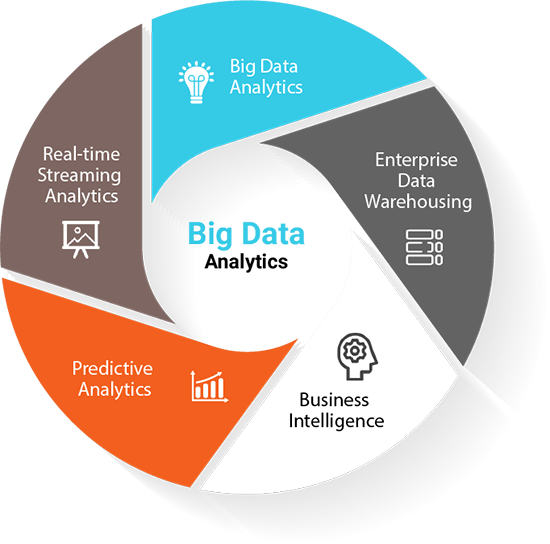 Big Data
Analytics
Enterprise
Data
Warehousing
Business
Intelligence
Predictive
Analytics
Real-time
Streaming
Analytics
Big Data
Analytics